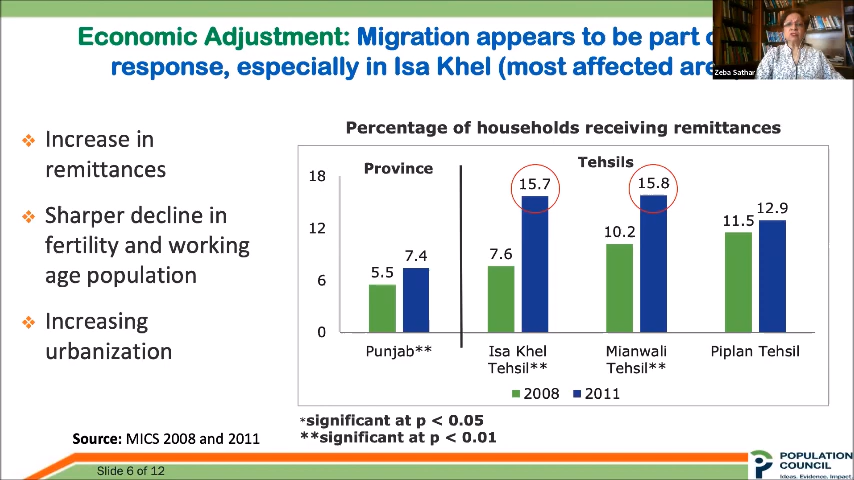 Economic Adjustment: Migration appears to be part
response, especially in Isa Khel (most affected
Zeba Sathar
❖ Increase in
remittances
❖ Sharper decline in
fertility and working
age population
❖ Increasing
urbanization
Percentage of households receiving remittances
Province
Tehsils
18
12
6
0
5.5
7.4
7.6
15.7
10.2
15.8
11.5
12.9
Punjab**
Isa Khel
Tehsil**
Mianwali
Tehsil**
Piplan Tehsil
2008 2011
*significant at p < 0.05
**significant at p < 0.01
Source: MICS 2008 and 2011
Slide 6 of 12
POPULATION
COUNCIL
Ideas. Evidence. Impact.